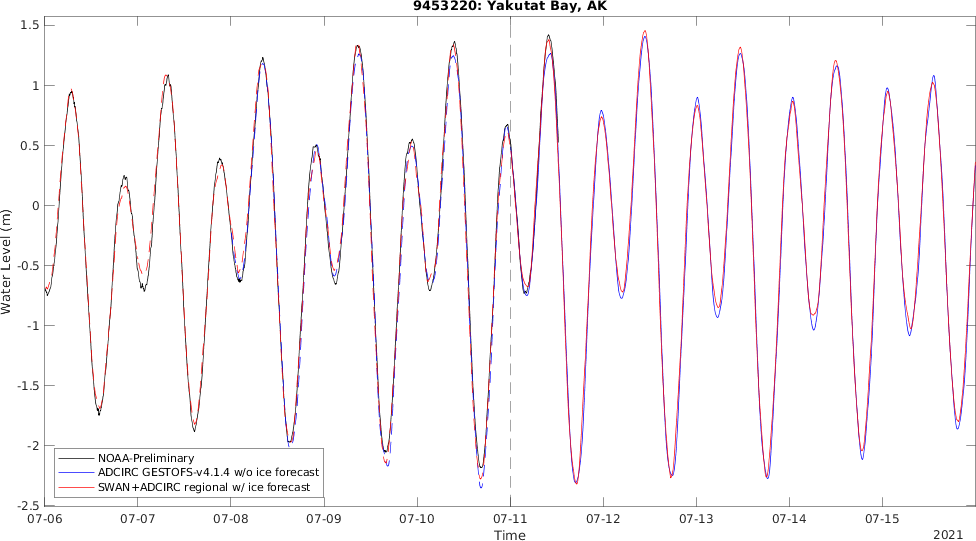 9453220: Yakutat Bay, AK
1.5
1
0.5
0
-0.5
-1
-1.5
-2
-2.5
Water Level (m)
NOAA-Preliminary
ADCIRC GESTOFS-v4.1.4 w/o ice forecast
SWAN+ADCIRC regional w/ ice forecast
07-06 07-07 07-08 07-09 07-10 07-11 07-12 07-13 07-14 07-15
Time
2021